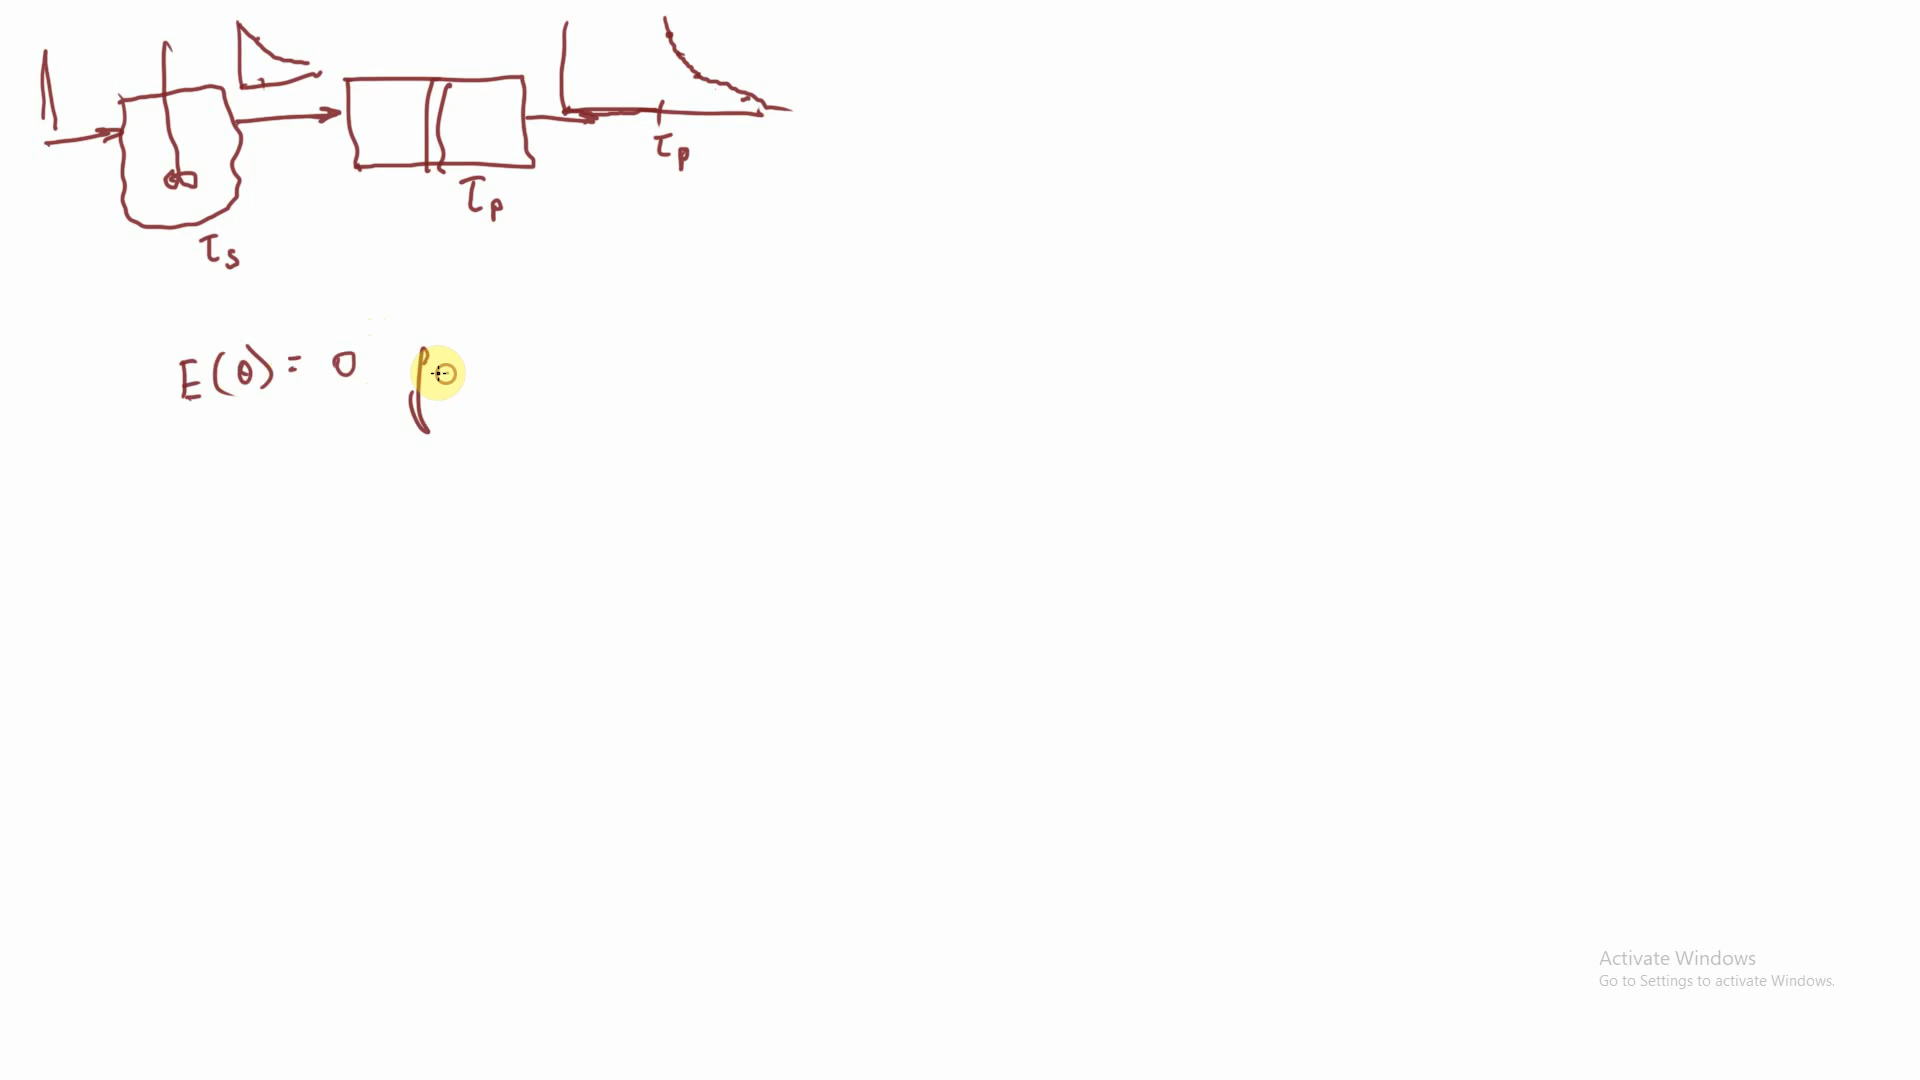 τp
τp
τs
E(θ) = 0
Activate Windows
Go to Settings to activate Windows.